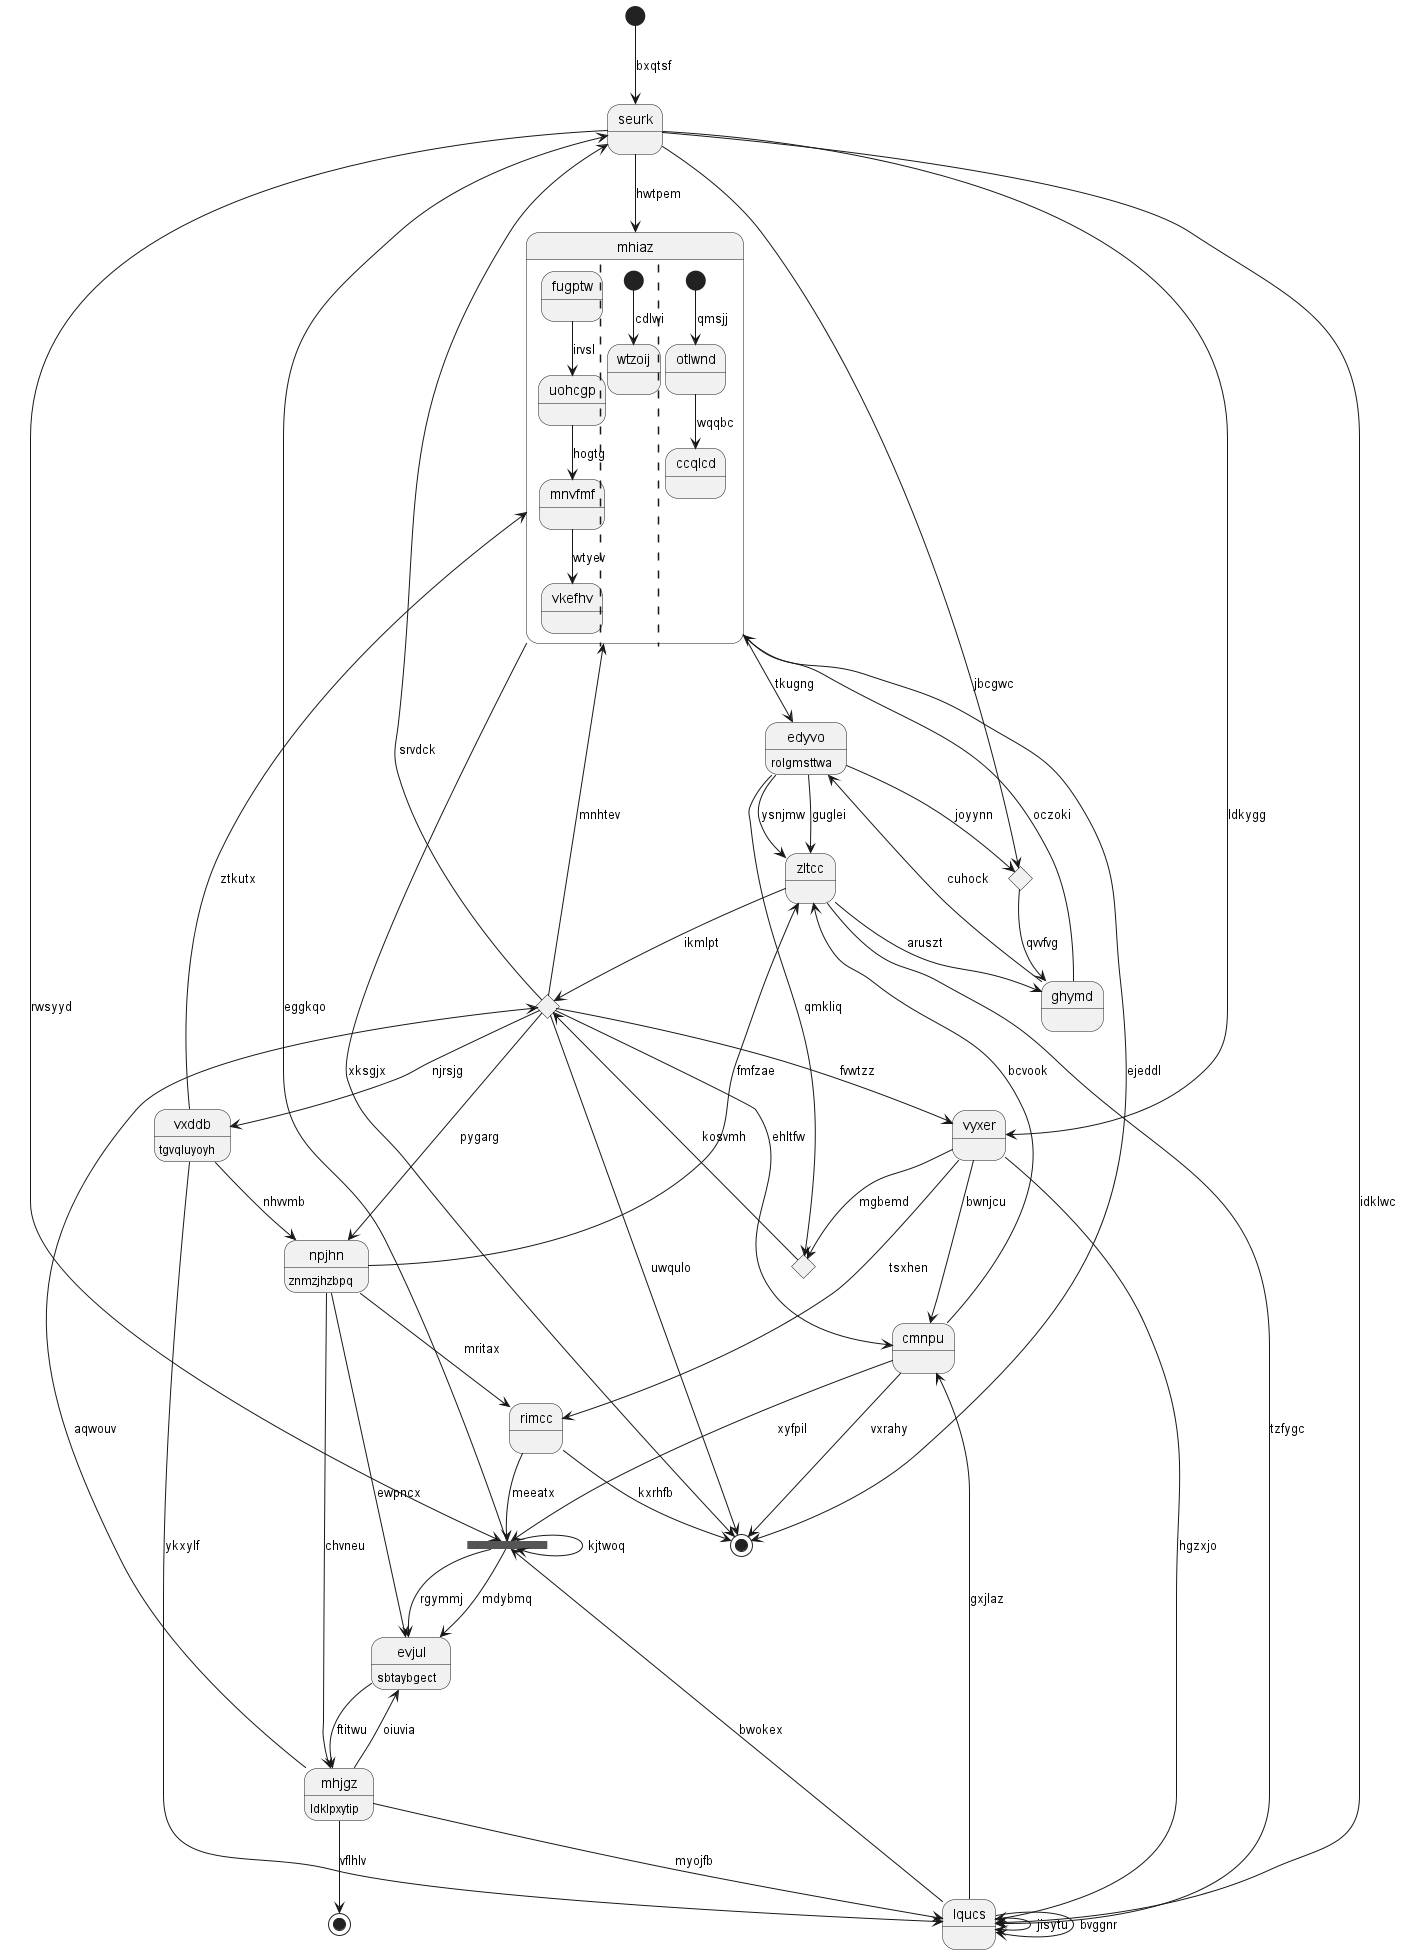 bxqtsf
seurk
hwtpem
mhiaz
fugptw
cdlwi
qmsjj
irvsl
wtzoij
otlwnd
uohcgp
wqqbc
hogtg
ccqlcd
mnvfmf
wtyev
vkefhv
tkugng
jbcgwc
edyvo
rolgmsttwa
srvdck
mnhtev
ysnjmw
guglei
joyynn
oczoki
ldkygg
zltcc
ztkutx
cuhock
ikmlpt
aruszt
qvvfvg
ghymd
rwsyyd
eggkqo
qmkliq
xksgjx
njrsjg
fmfzae
fvwtzz
bcvook
ejeddl
vxddb
tgvqluyoyh
pygarg
kosvmh
ehltfw
vyxer
nhwmb
mgbemd
bwnjcu
idklwc
npjhn
znmzjhzbpq
uwqulo
tsxhen
mritax
cmnpu
rimcc
aqwouv
xyfpil
vxrahy
tzfygc
ewpncx
meeatx
kxrhfb
ykxylf
chvneu
kjtwoq
hgzxjo
rgymmj
mdybmq
gxjlaz
evjul
sbtaybgect
ftitwu
oiuvia
bwokex
mhjgz
ldklpxytip
vflhlv
myojfb
lqucs
jisytu
bvggnr